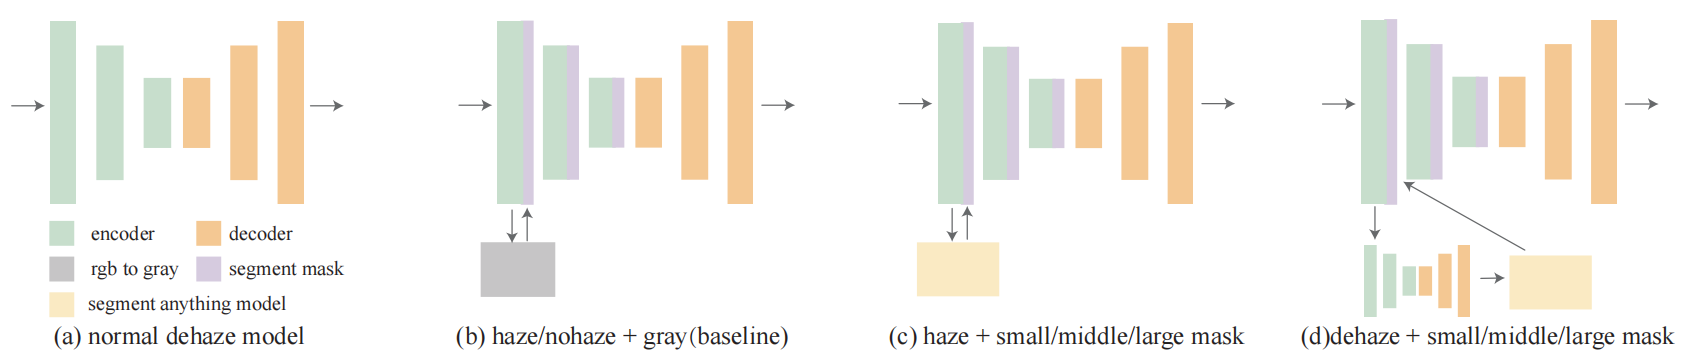 encoder
decoder
rgb to gray
segment mask
segment anything model
(a) normal dehaze model
(b) haze/nohaze + gray(baseline)
(c) haze + small/middle/large mask
(d)dehaze + small/middle/large mask